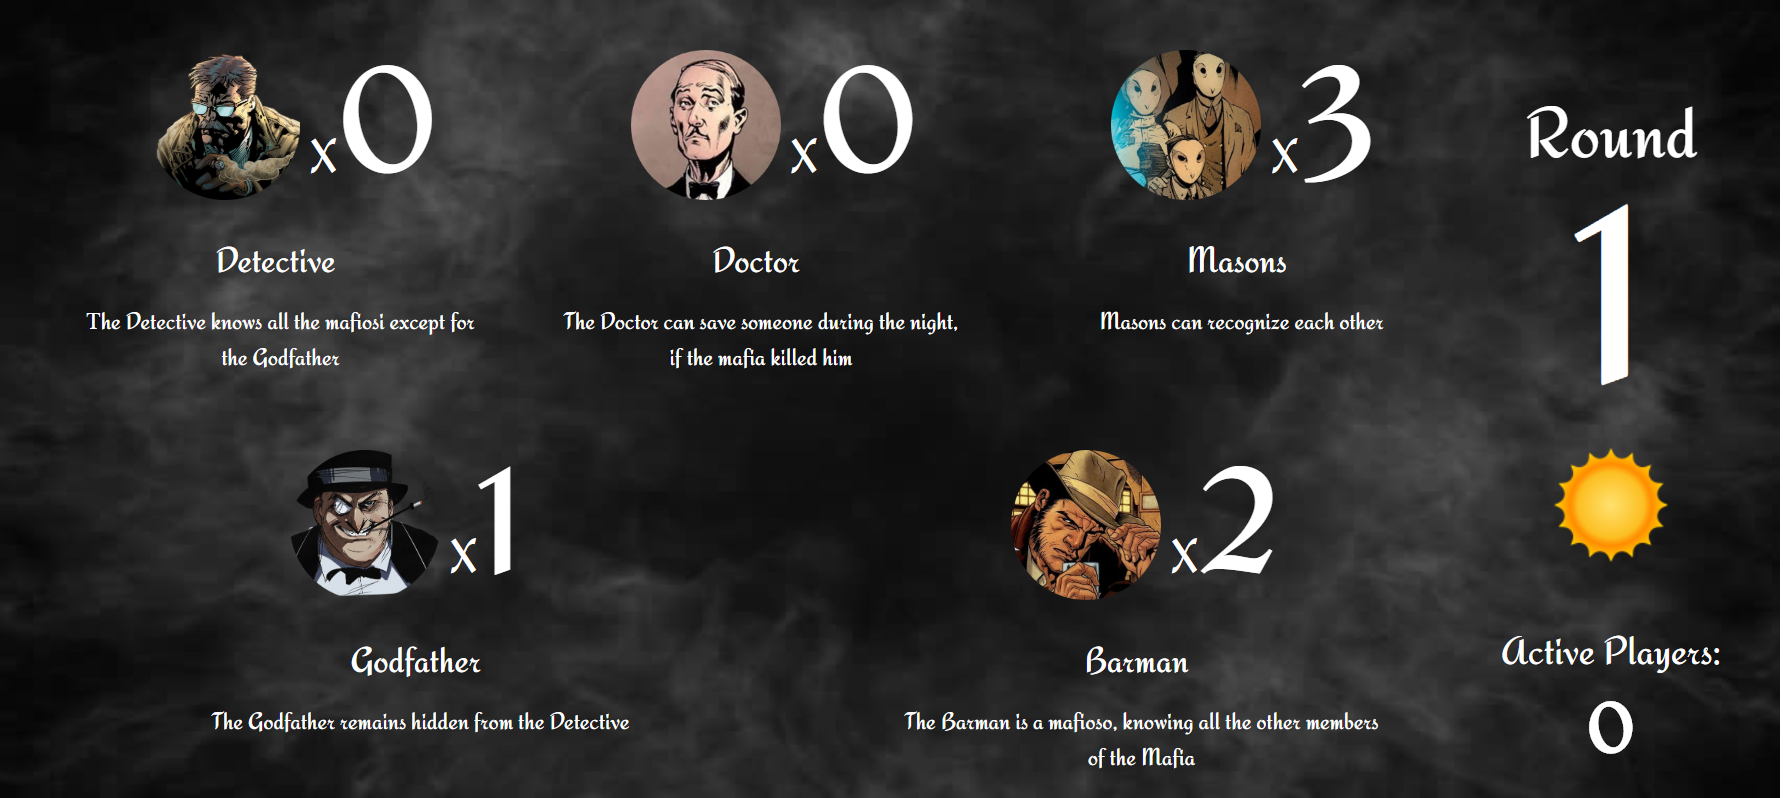 x0
Detective
The Detective knows all the mafiosi except for
the Godfather
x0
Doctor
The Doctor can save someone during the night,
if the mafia killed him
x3
Masons
Masons can recognize each other
x1
Godfather
The Godfather remains hidden from the Detective
x2
Barman
The Barman is a mafioso, knowing all the other members
of the Mafia
Round
1
Active Players:
0